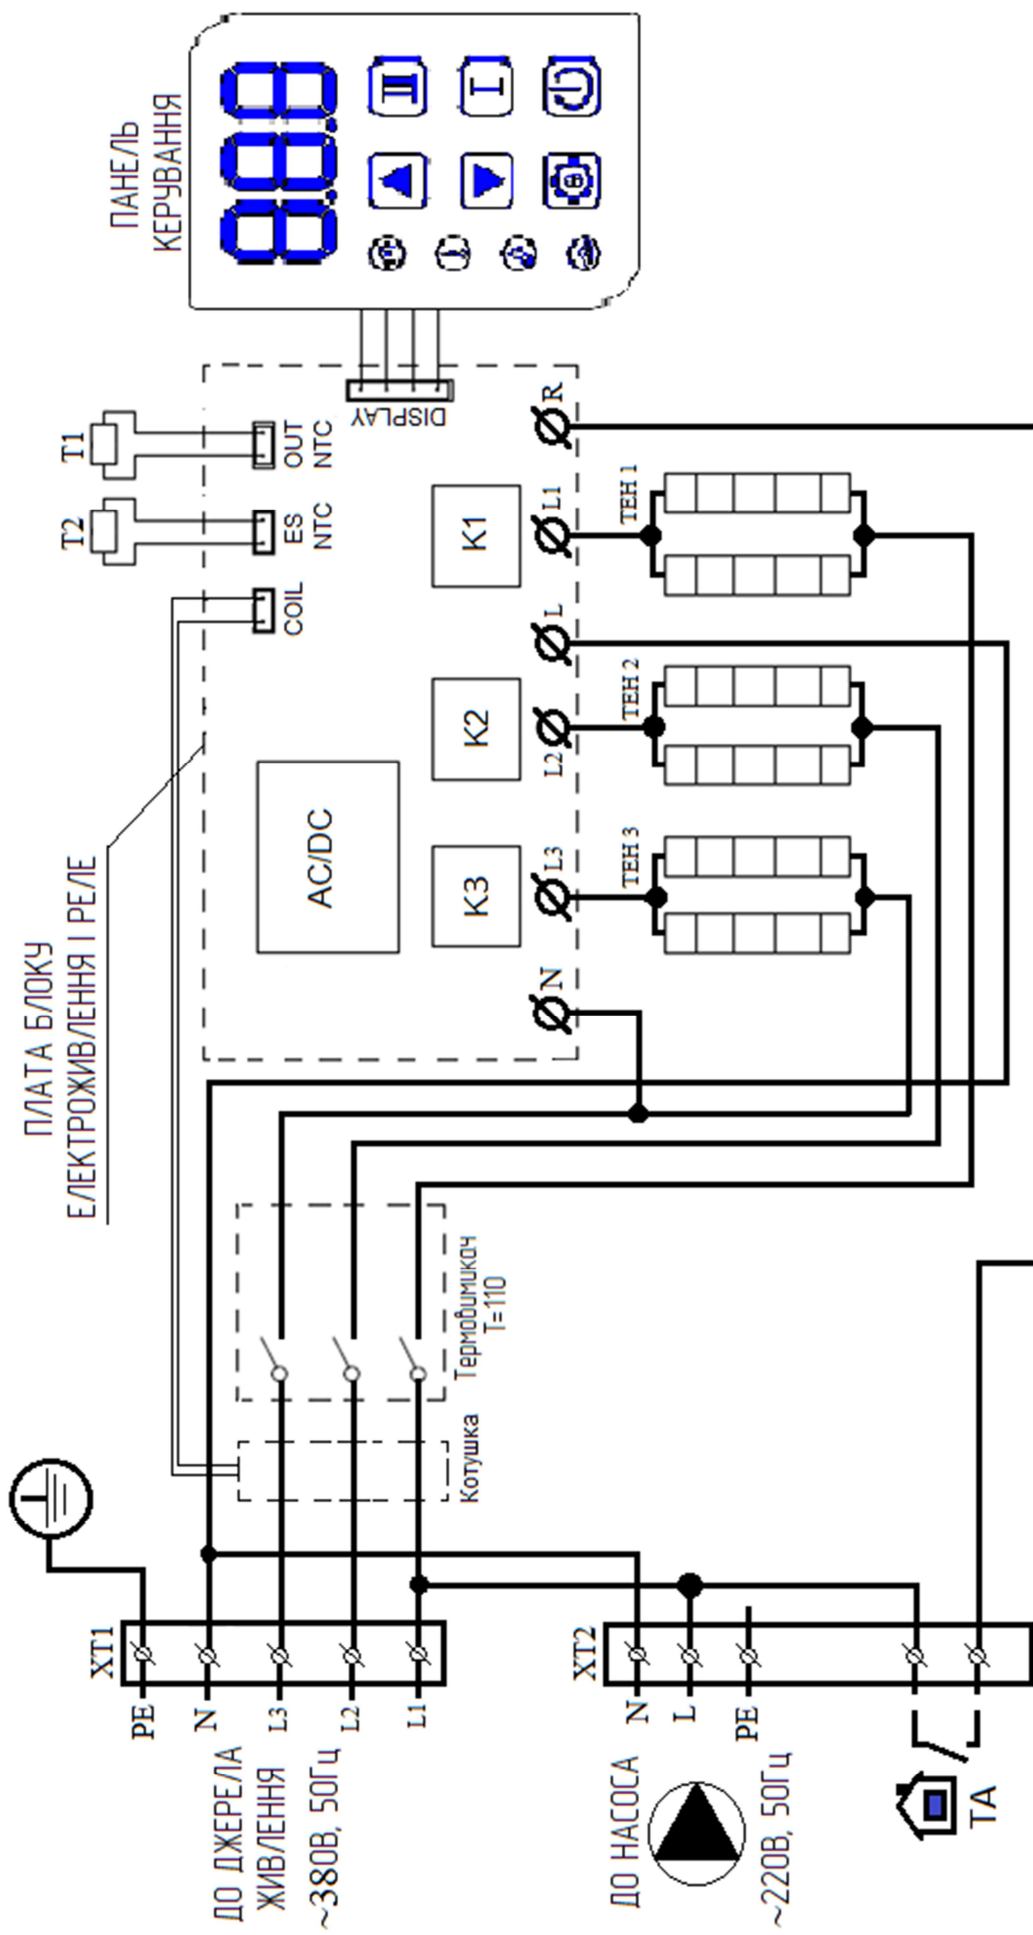 ПАНЕЛЬ
КЕРУВАННЯ
T1
T2
OUT
NTC
ES
NTC
COIL
DISPLAY
ПЛАТА БЛОКУ
ЕЛЕКТРОЖИВЛЕННЯ І РЕЛЕ
AC/DC
K1
K2
K3
R
L1
L
L2
L3
N
ТЕН 1
ТЕН 2
ТЕН 3
Термовимикач
T=110
Котушка
XT1
PE
N
L3
L2
L1
ДО ДЖЕРЕЛА
ЖИВЛЕННЯ
~380В, 50Гц
XT2
N
L
PE
ДО НАСОСА
~220В, 50Гц
TA